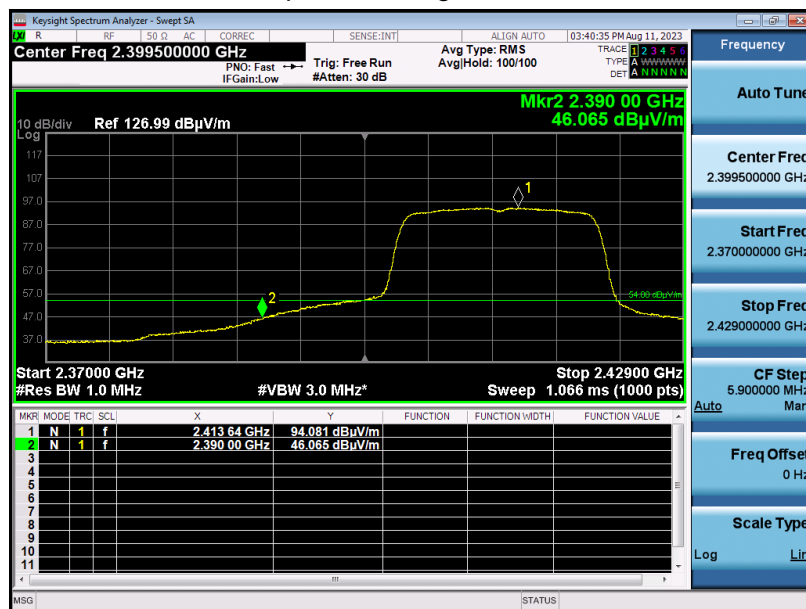 Keysight Spectrum Analyzer - Swept SA
LXI R RF 50 Ω AC CORREC SENSE:INT ALIGN AUTO 03:40:35 PM Aug 11, 2023
Center Freq 2.399500000 GHz
PNO: Fast
IFGain:Low
Trig: Free Run
#Atten: 30 dB
Avg Type: RMS
Avg|Hold: 100/100
TRACE 1 2 3 4 5 6
TYPE A WWWWW
DET A N N N N N
Mkr2 2.390 00 GHz
46.065 dBμV/m
10 dB/div Ref 126.99 dBμV/m
Log
117
107
97.0
87.0
77.0
67.0
57.0
47.0
37.0
1
2
54.00 dBμV/m
Start 2.37000 GHz Stop 2.42900 GHz
#Res BW 1.0 MHz #VBW 3.0 MHz* Sweep 1.066 ms (1000 pts)
MKR MODE TRC SCL X Y FUNCTION FUNCTION WIDTH FUNCTION VALUE
1 N 1 f 2.413 64 GHz 94.081 dBμV/m
2 N 1 f 2.390 00 GHz 46.065 dBμV/m
3
4
5
6
7
8
9
10
11
MSG STATUS
Frequency
Auto Tune
Center Freq
2.399500000 GHz
Start Freq
2.370000000 GHz
Stop Freq
2.429000000 GHz
CF Step
5.900000 MHz
Auto Man
Freq Offset
0 Hz
Scale Type
Log Lin